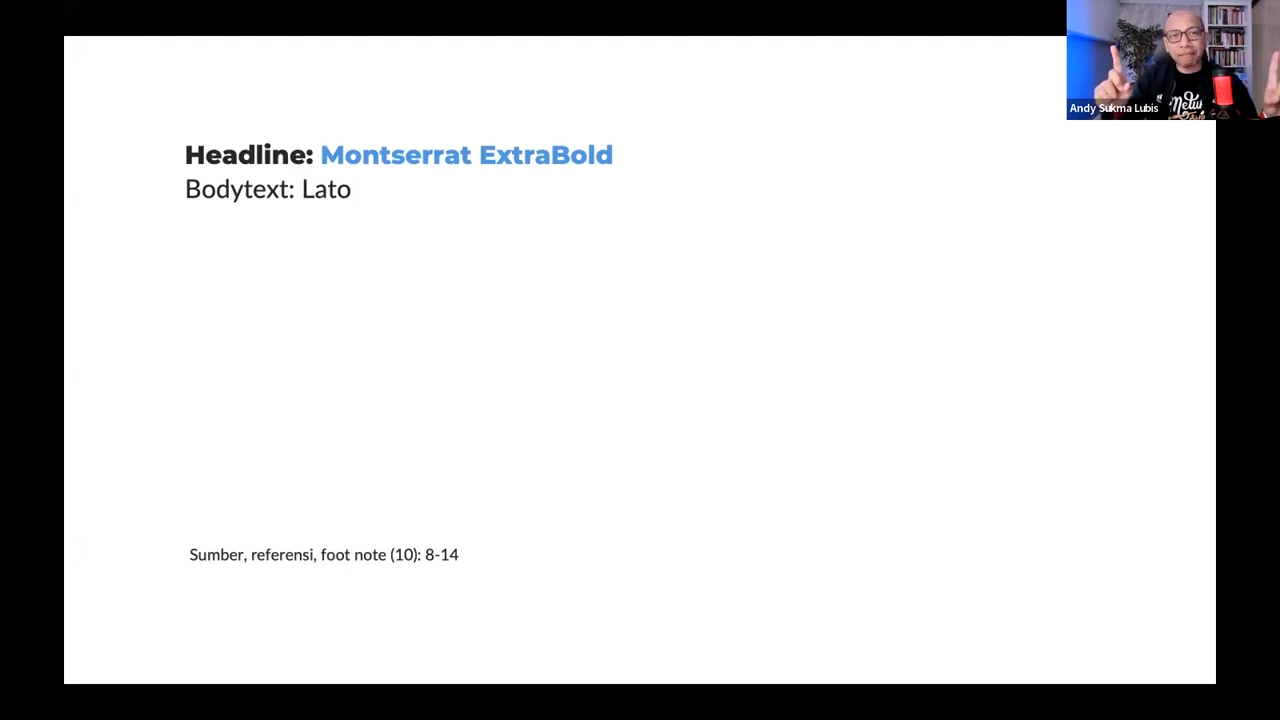 Andy Sukma Lubis
Headline: Montserrat ExtraBold
Bodytext: Lato
Sumber, referensi, foot note (10): 8-14